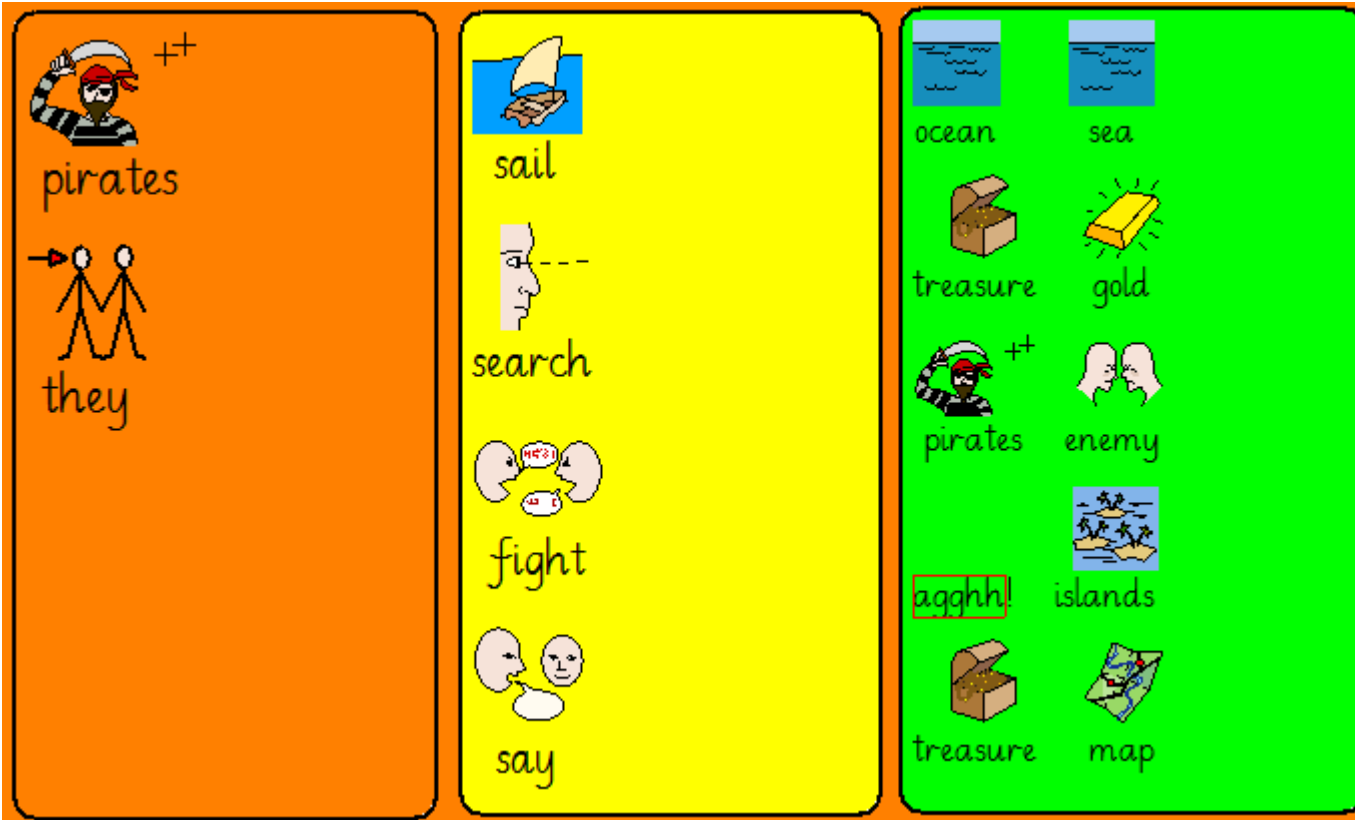 pirates
they
sail
search
fight
say
ocean sea
treasure gold
pirates enemy
agghh! islands
treasure map